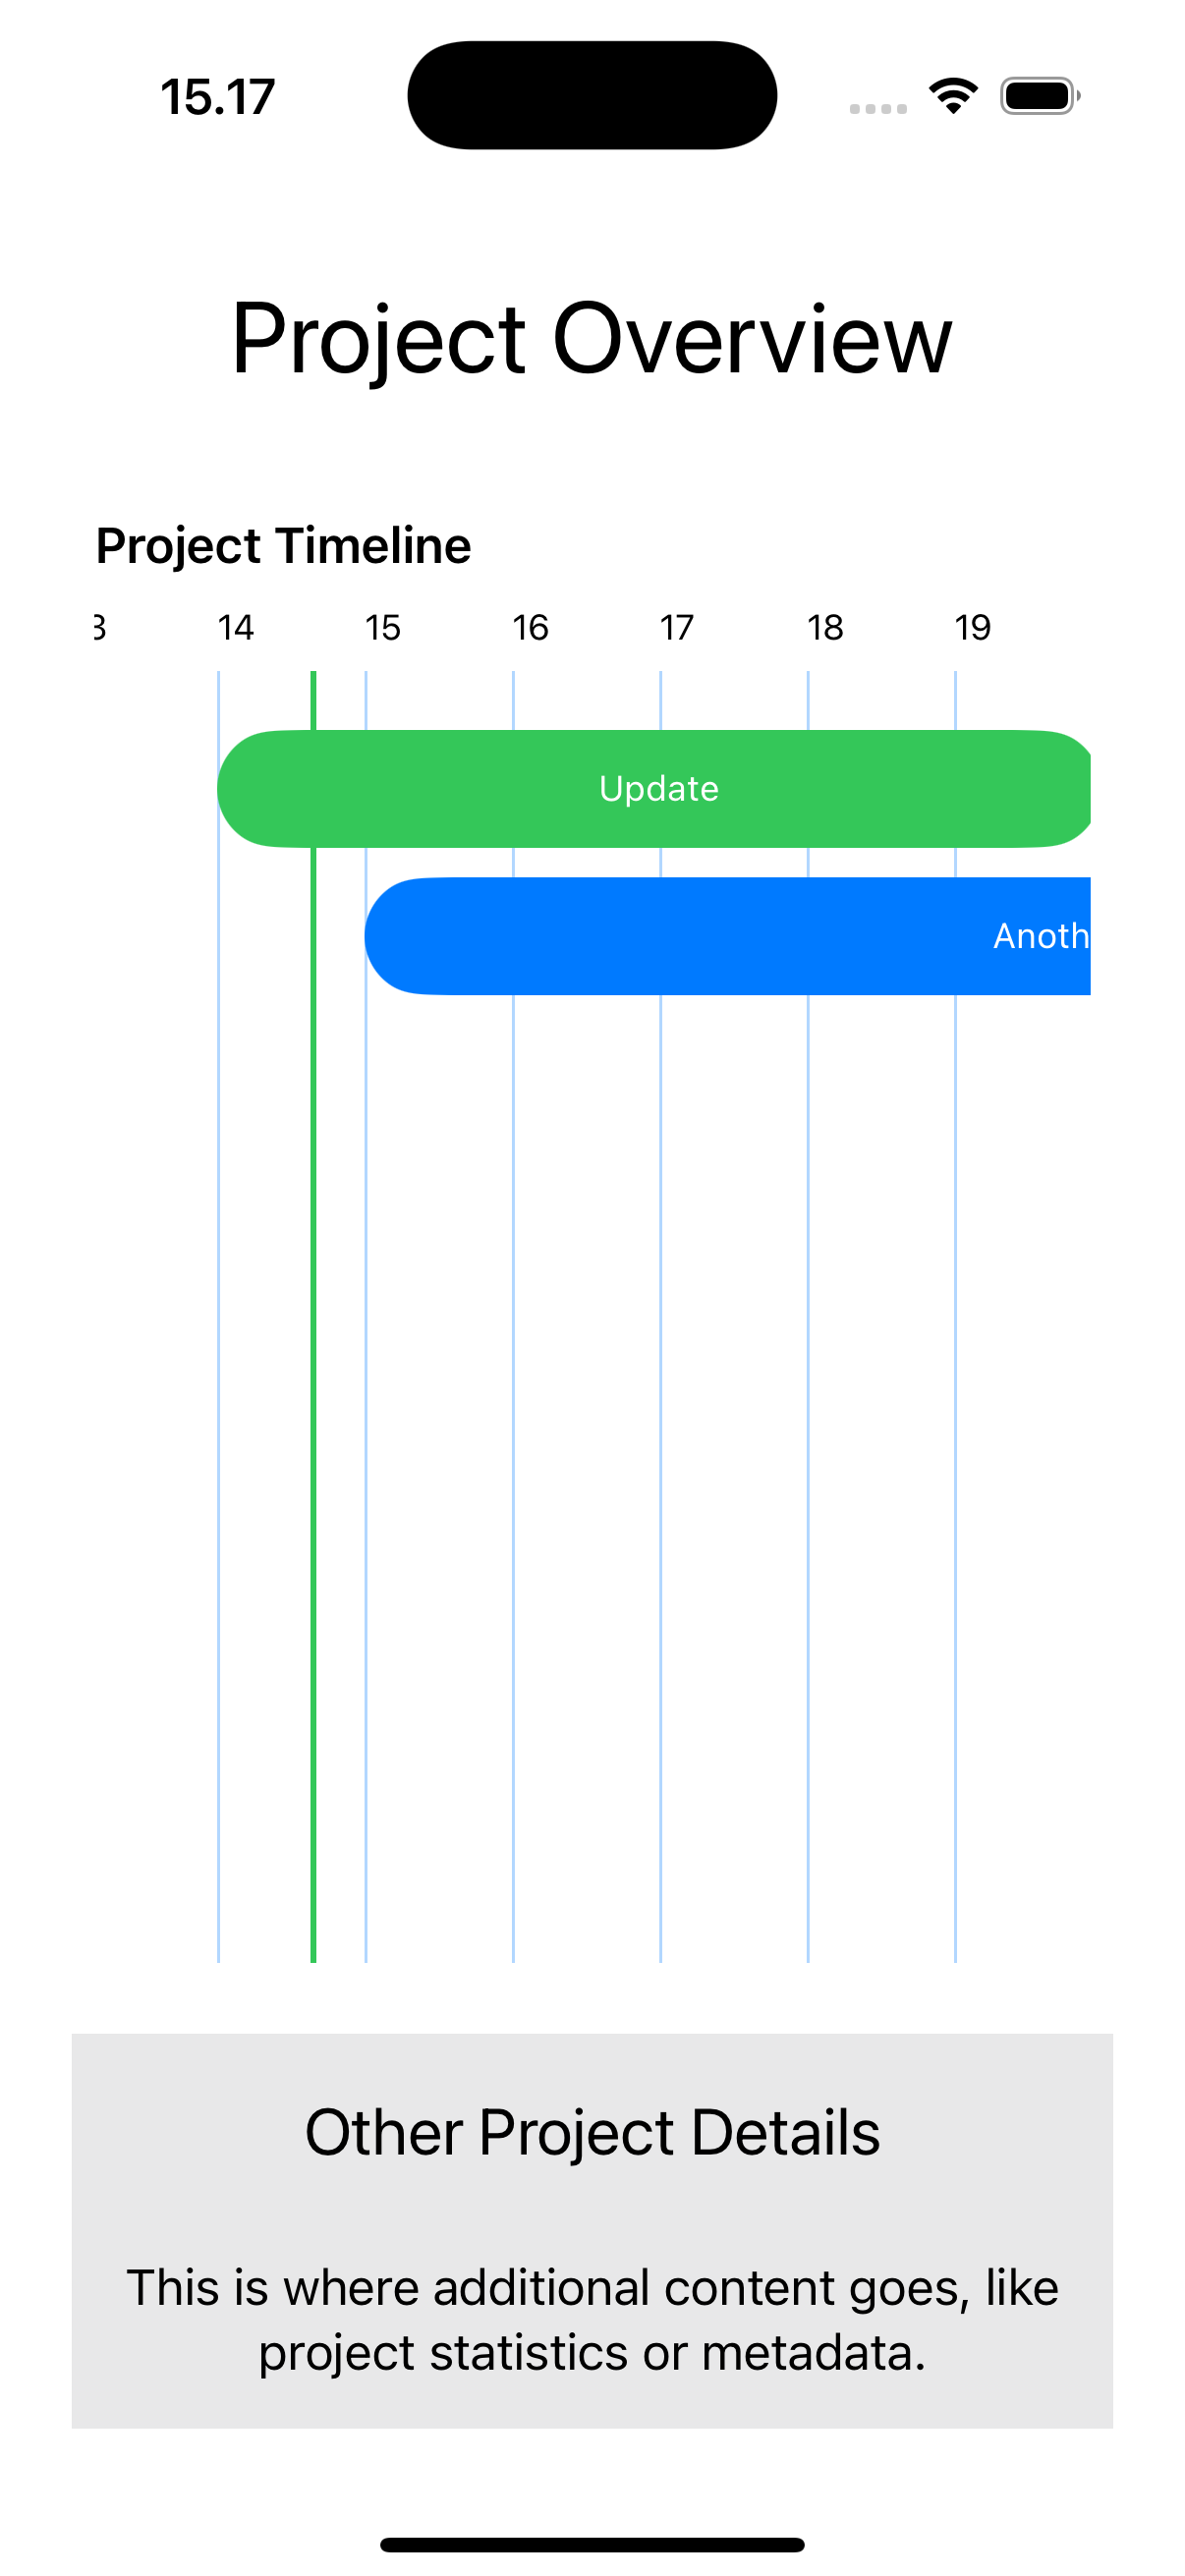 15.17
Project Overview
Project Timeline
3 14 15 16 17 18 19
Update
Anoth
Other Project Details
This is where additional content goes, like
project statistics or metadata.